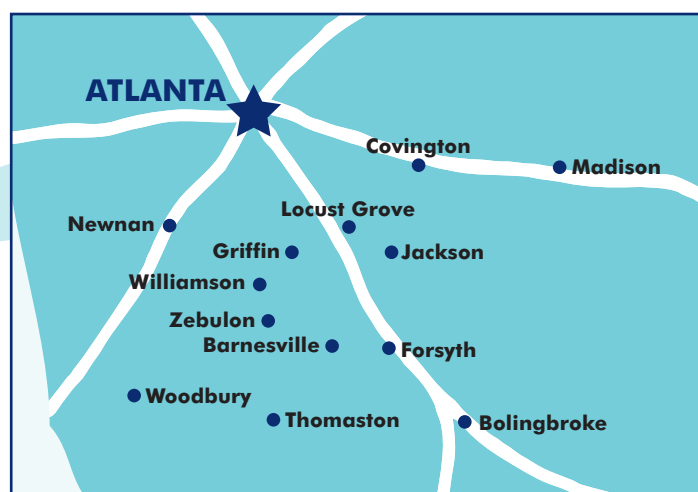 ATLANTA
Covington
Madison
Locust Grove
Newnan
Griffin
Jackson
Williamson
Zebulon
Barnesville
Forsyth
Woodbury
Thomaston
Bolingbroke